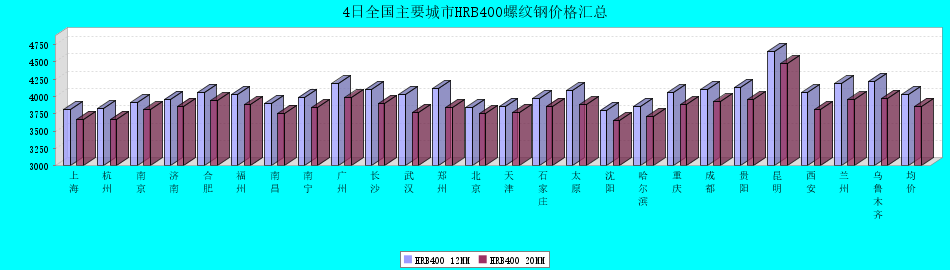 4日全国主要城市HRB400螺纹钢价格汇总
4750
4500
4250
4000
3750
3500
3250
3000
上海
杭州
南京
济南
合肥
福州
南昌
南宁
广州
长沙
武汉
郑州
北京
天津
石家庄
太原
沈阳
哈尔滨
重庆
成都
贵阳
昆明
西安
兰州
乌鲁木齐
均价
HRB400 12MM
HRB400 20MM